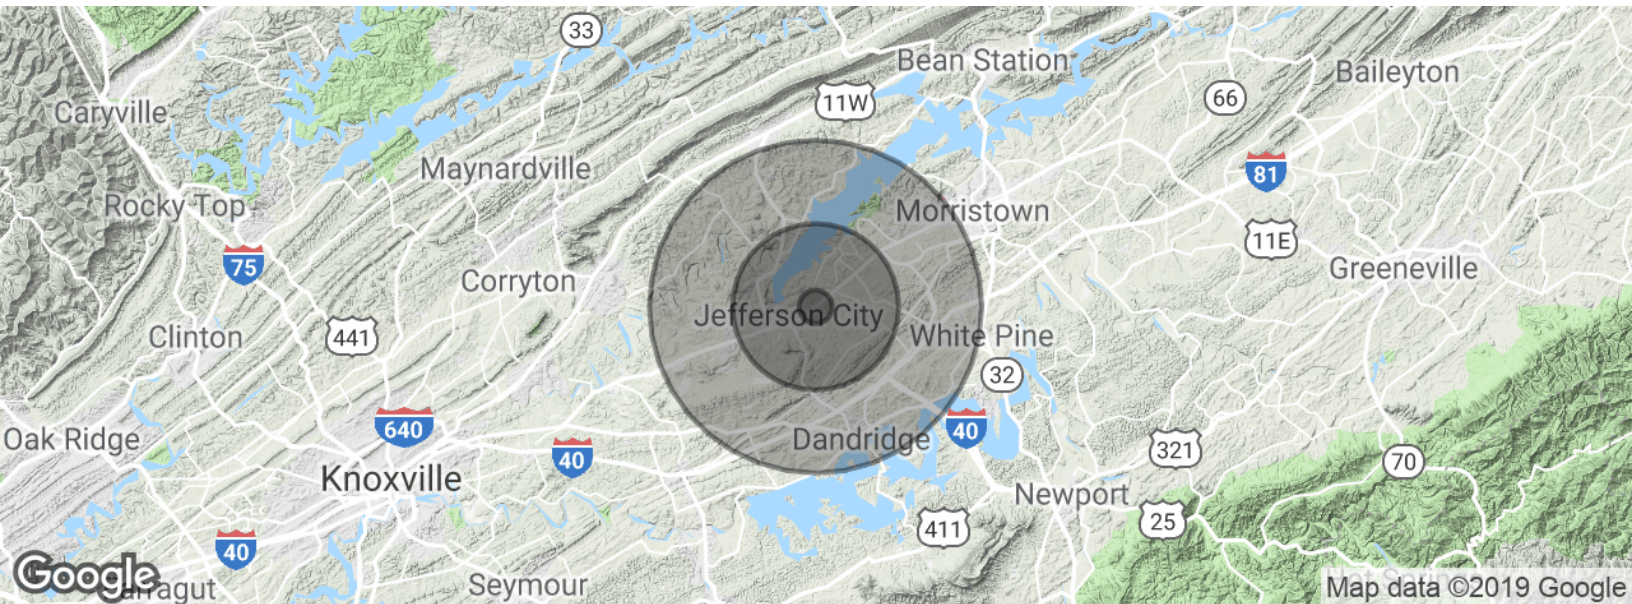 33
Bean Station
Baileyton
11W
66
Caryville
Maynardville
81
Rocky Top
Morristown
11E
75
Corryton
Greeneville
Jefferson City
Clinton
441
White Pine
32
640
40
Oak Ridge
Dandridge
40
321
70
Knoxville
Newport
25
411
40
Google
Seymour
Map data ©2019 Google